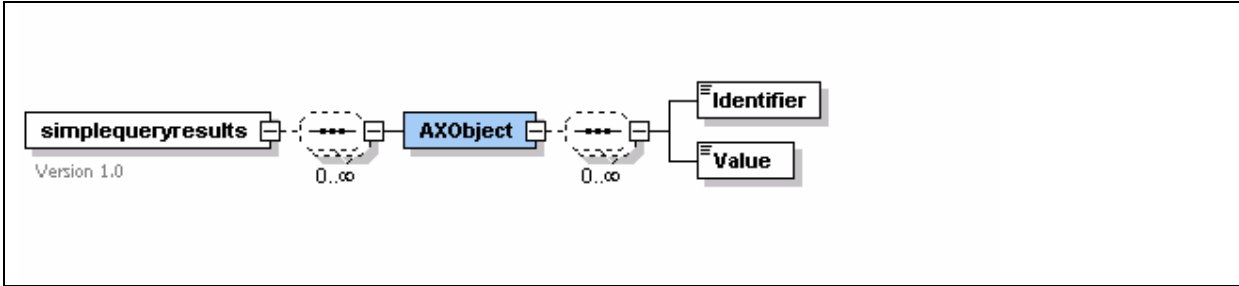 simplequeryresults
Version 1.0
0..∞
AXObject
0..∞
Identifier
Value